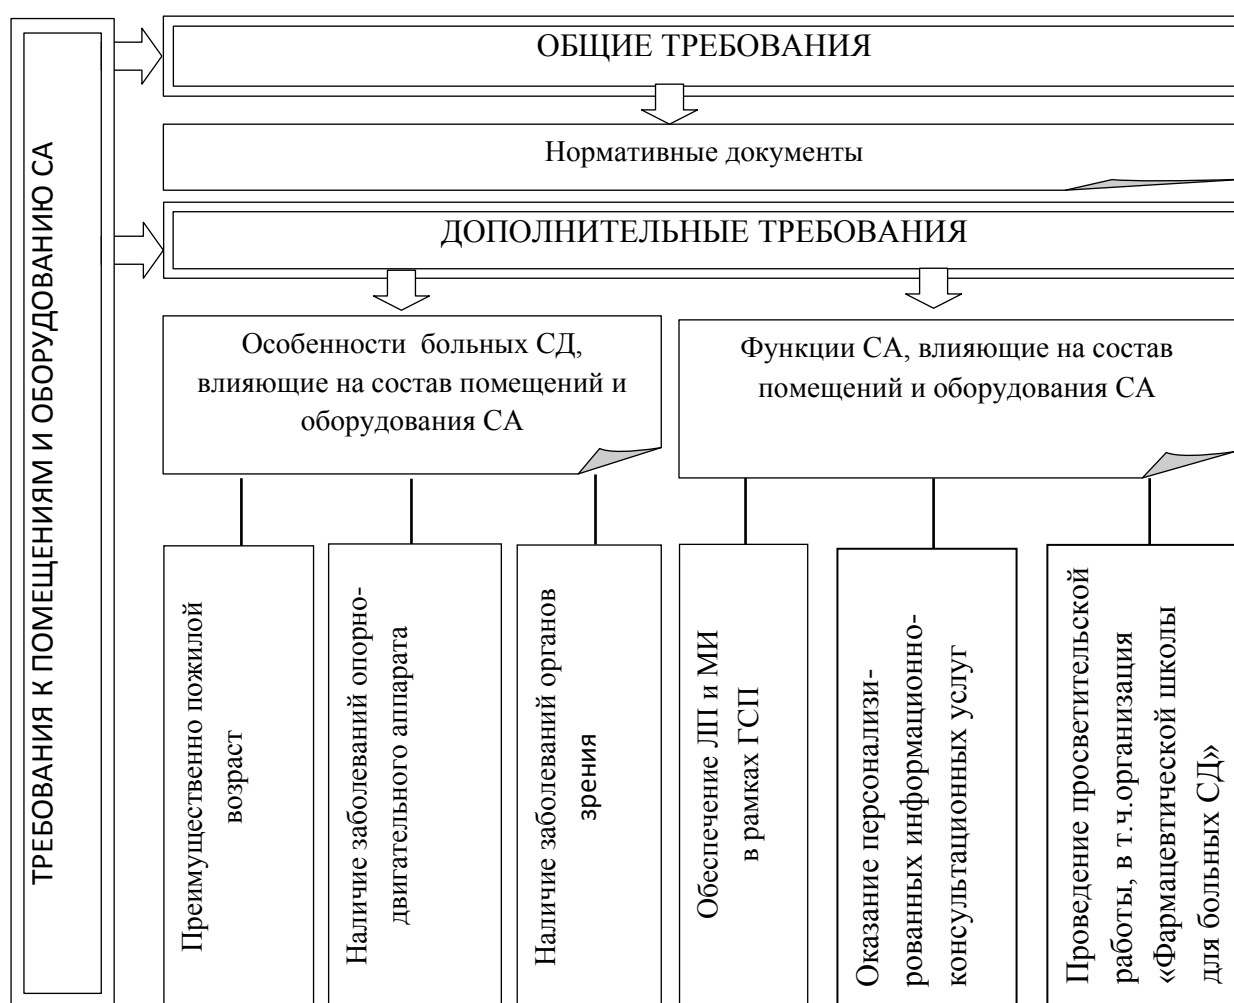 ТРЕБОВАНИЯ К ПОМЕЩЕНИЯМ И ОБОРУДОВАНИЮ СА
ОБЩИЕ ТРЕБОВАНИЯ
Нормативные документы
ДОПОЛНИТЕЛЬНЫЕ ТРЕБОВАНИЯ
Особенности больных СД,
влияющие на состав помещений и
оборудования СА
Функции СА, влияющие на состав
помещений и оборудования СА
Преимущественно пожилой
возраст
Наличие заболеваний опорно-
двигательного аппарата
Наличие заболеваний органов
зрения
Обеспечение ЛП и МИ
в рамках ГСП
Оказание персонализи-
рованных информационно-
консультационных услуг
Проведение просветительской
работы, в т.ч.организация
«Фармацевтической школы
для больных СД»